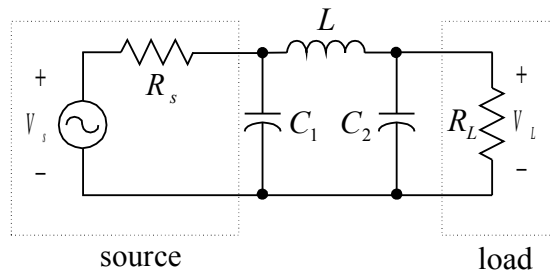 L
+
R_s
+
V_s
C_1
C_2
R_L
V_L
−
−
source
load